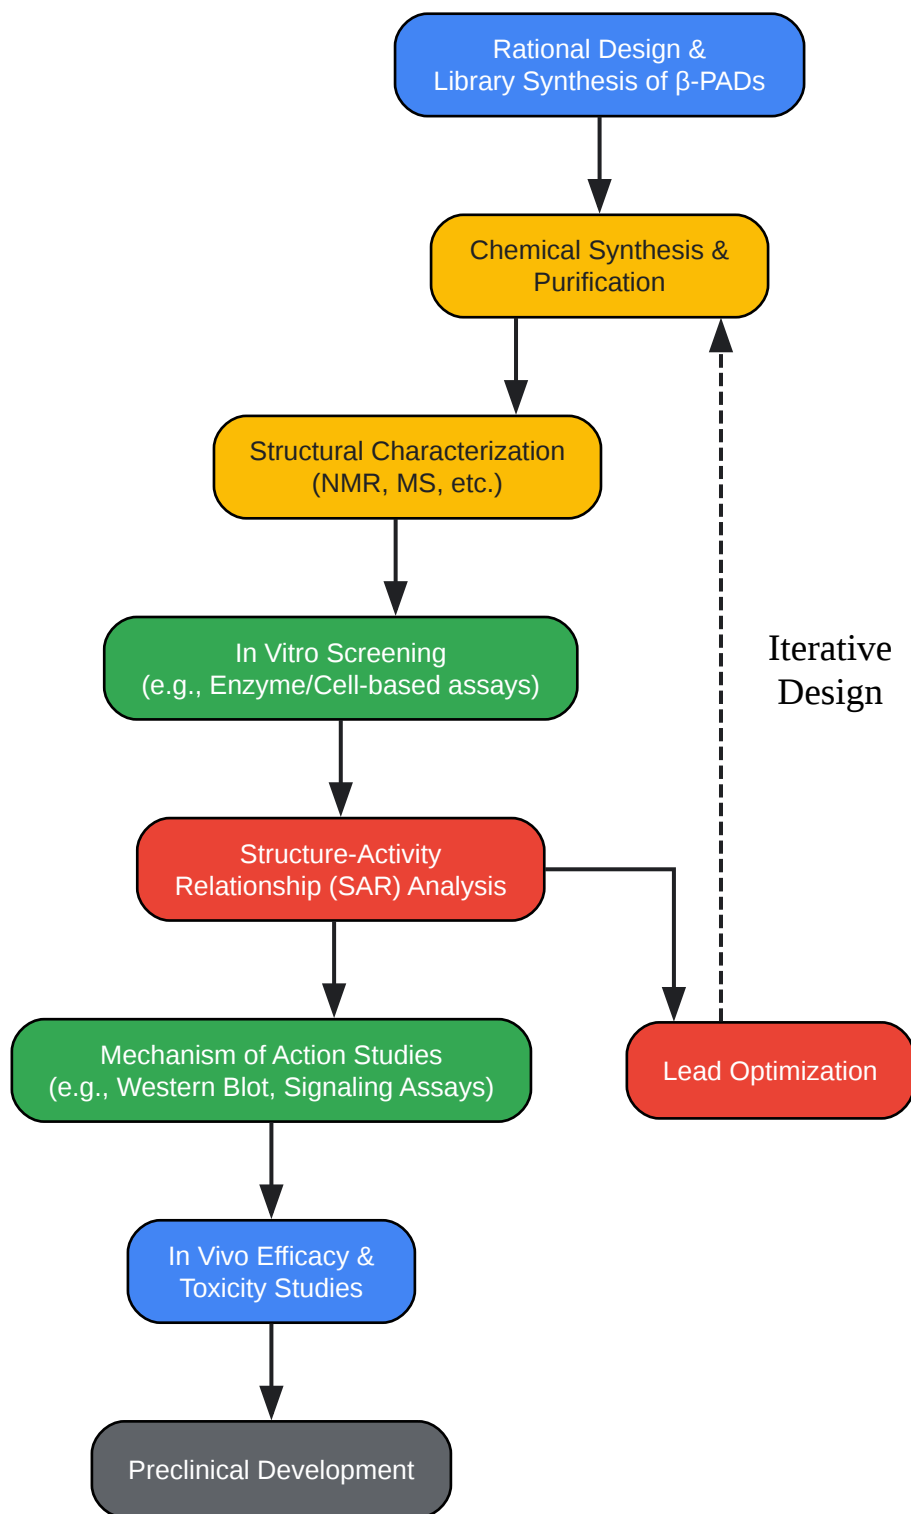 Rational Design &
Library Synthesis of β-PADs
Chemical Synthesis &
Purification
Structural Characterization
(NMR, MS, etc.)
In Vitro Screening
(e.g., Enzyme/Cell-based assays)
Iterative
Design
Structure-Activity
Relationship (SAR) Analysis
Mechanism of Action Studies
(e.g., Western Blot, Signaling Assays)
Lead Optimization
In Vivo Efficacy &
Toxicity Studies
Preclinical Development